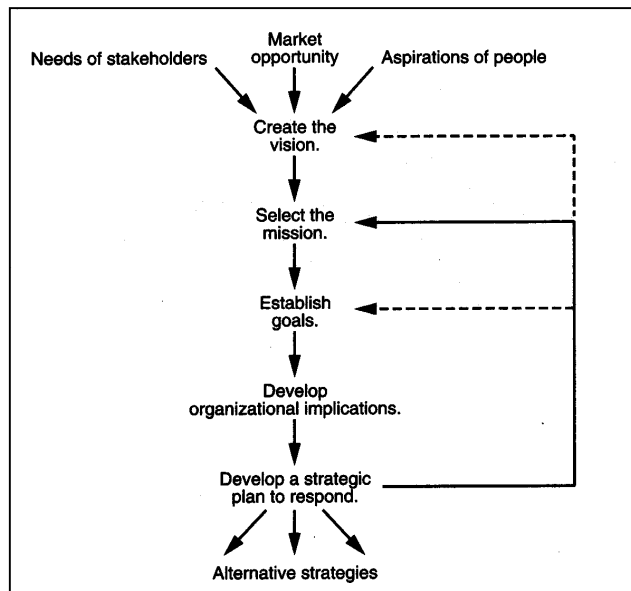 Market
opportunity
Needs of stakeholders
Aspirations of people
Create the
vision.
Select the
mission.
Establish
goals.
Develop
organizational implications.
Develop a strategic
plan to respond.
Alternative strategies